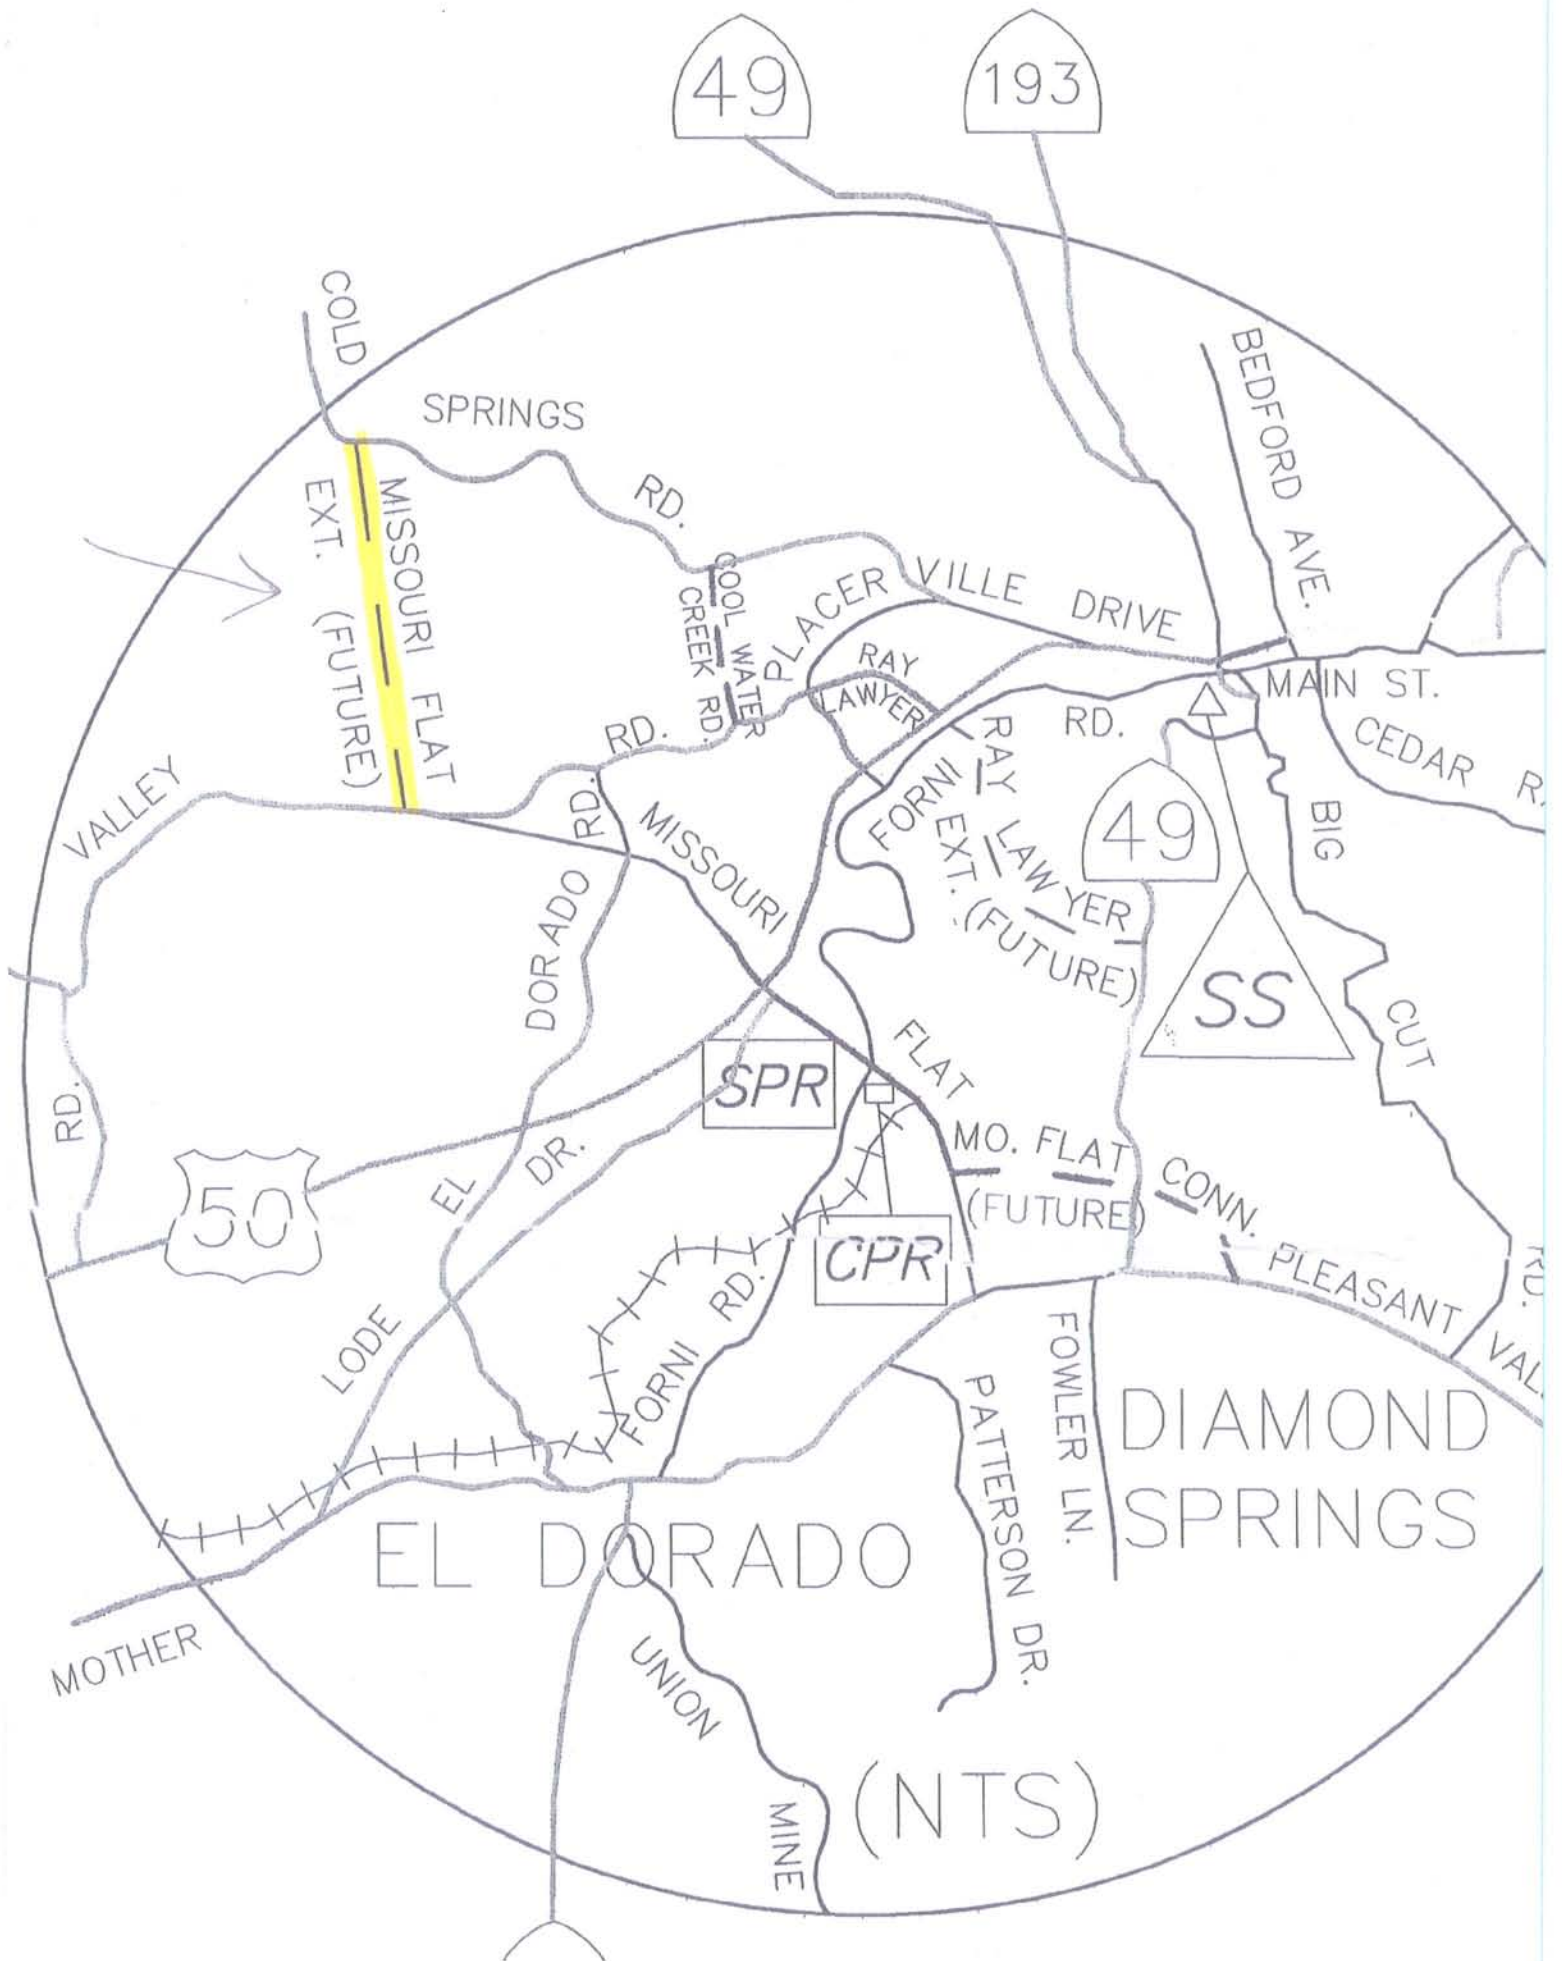 49
193
COLD
SPRINGS
RD.
BEDFORD AVE.
MISSOURI FLAT
EXT. (FUTURE)
COOL WATER
CREEK RD.
PLACER VILLE DRIVE
RAY
LAWYER
MAIN ST.
CEDAR
RD.
RD.
VALLEY
RD.
MISSOURI
FORNI
RAY LAWYER
EXT. (FUTURE)
49
BIG
DORADO
SS
CUT
FLAT
SPR
RD.
MO. FLAT CONN.
(FUTURE)
50
EL
DR.
CPR
RD.
PLEASANT
RD.
LODE
FORNI
FOWLER LN.
VAL
PATTERSON DR.
DIAMOND
SPRINGS
EL DORADO
MOTHER
UNION
MINE
(NTS)